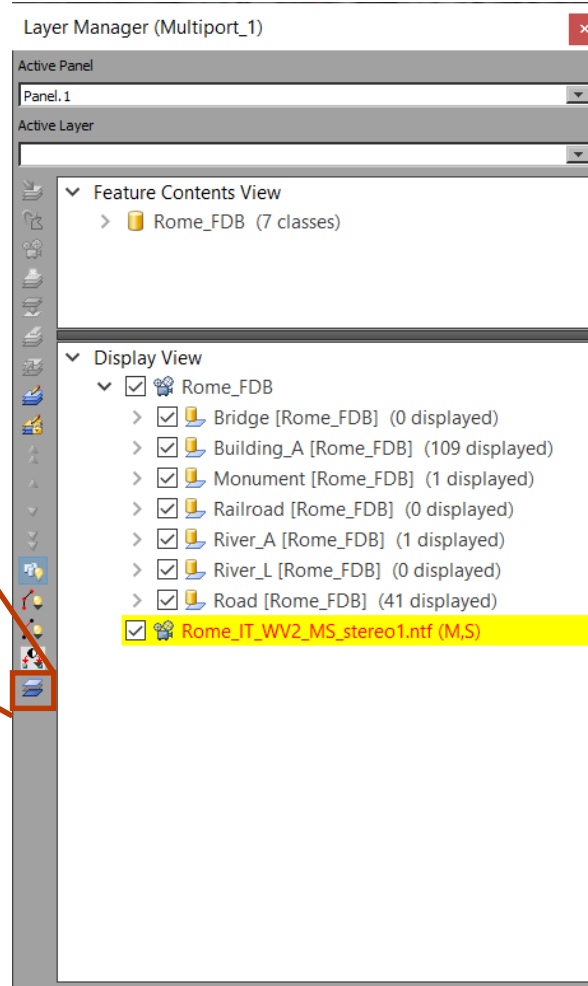 Layer Manager (Multiport_1)
Active Panel
Panel.1
Active Layer
Feature Contents View
Rome_FDB (7 classes)
Display View
Rome_FDB
Bridge [Rome_FDB] (0 displayed)
Building_A [Rome_FDB] (109 displayed)
Monument [Rome_FDB] (1 displayed)
Railroad [Rome_FDB] (0 displayed)
River_A [Rome_FDB] (1 displayed)
River_L [Rome_FDB] (0 displayed)
Road [Rome_FDB] (41 displayed)
Rome_IT_WV2_MS_stereo1.ntf (M,S)